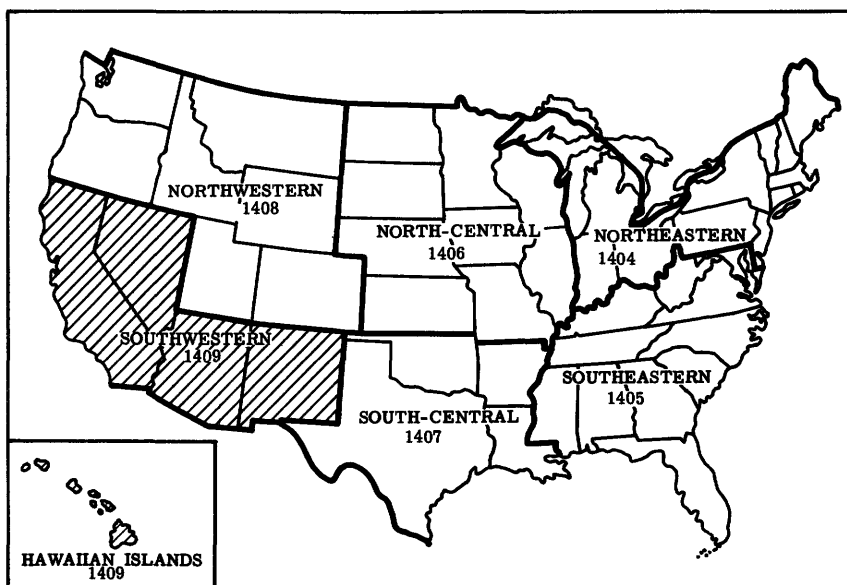 NORTHWESTERN
1408
NORTH-CENTRAL
1406
NORTHEASTERN
1404
SOUTHWESTERN
1409
SOUTHEASTERN
1405
SOUTH-CENTRAL
1407
HAWAIIAN ISLANDS
1409